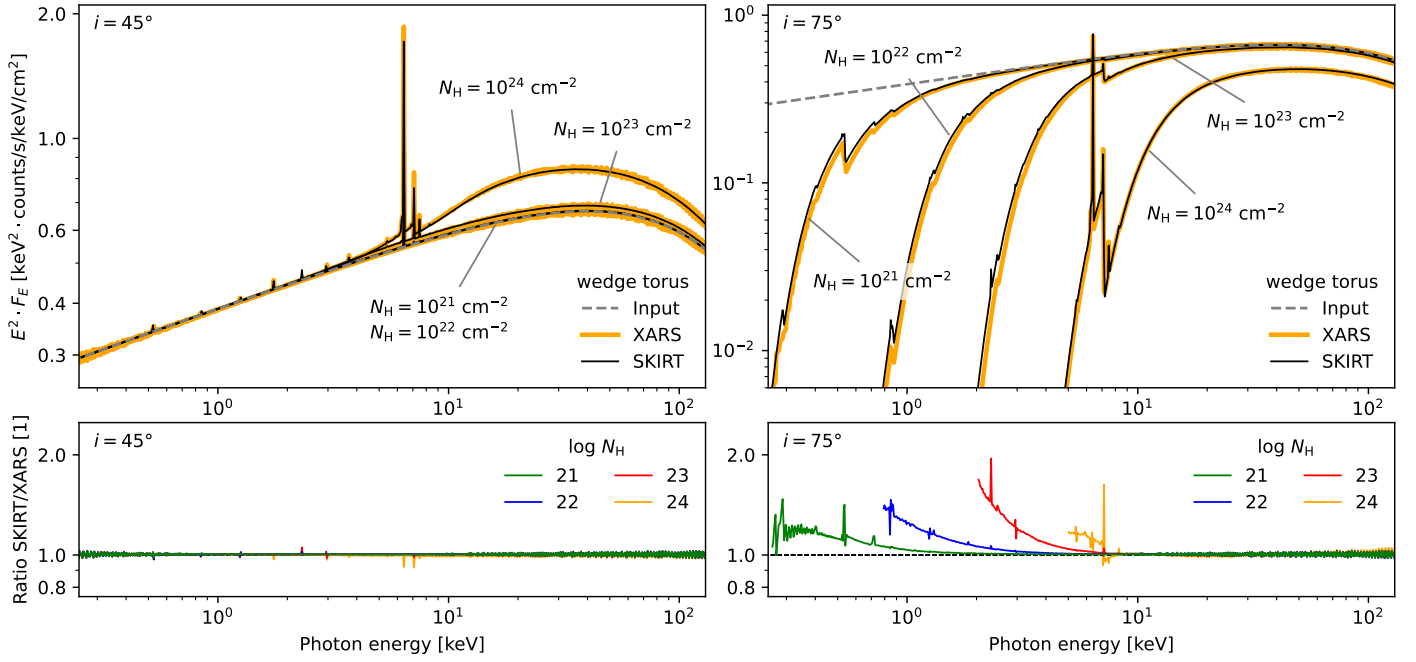 i = 45°
N_H = 10^24 cm^−2
N_H = 10^23 cm^−2
N_H = 10^21 cm^−2
N_H = 10^22 cm^−2
wedge torus
Input
XARS
SKIRT
E^2 · F_E [keV^2 · counts/s/keV/cm^2]
2.0
1.0
0.6
0.4
0.3
10^0
10^1
10^2
i = 75°
N_H = 10^22 cm^−2
N_H = 10^23 cm^−2
N_H = 10^24 cm^−2
N_H = 10^21 cm^−2
wedge torus
Input
XARS
SKIRT
10^0
10^−1
10^−2
10^0
10^1
10^2
i = 45°
log N_H
21
23
22
24
Ratio SKIRT/XARS [1]
2.0
1.0
0.8
10^0
10^1
10^2
Photon energy [keV]
i = 75°
log N_H
21
23
22
24
2.0
1.0
0.8
10^0
10^1
10^2
Photon energy [keV]